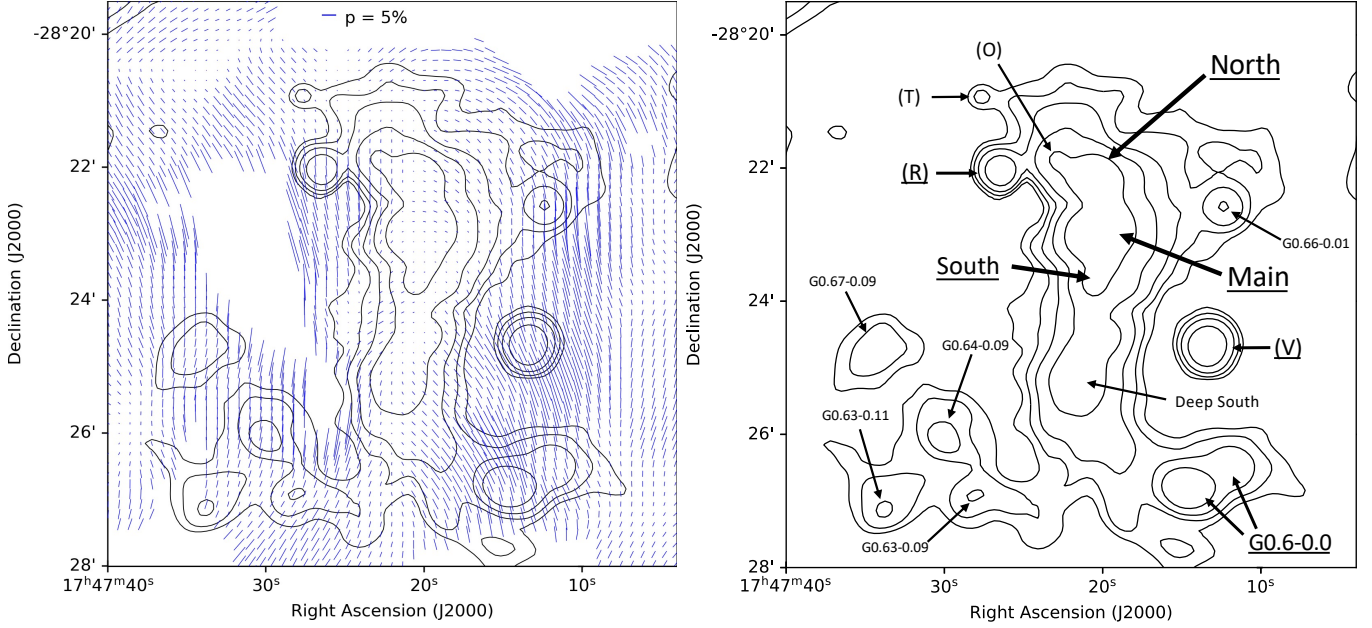 p = 5%
-28°20'
22'
24'
26'
28'
Declination (J2000)
17ʰ47ᵐ40ˢ
30ˢ
20ˢ
10ˢ
Right Ascension (J2000)
-28°20'
22'
24'
26'
28'
Declination (J2000)
(O)
North
(T)
(R)
G0.66-0.01
South
Main
G0.67-0.09
G0.64-0.09
(V)
Deep South
G0.63-0.11
G0.63-0.09
G0.6-0.0
17ʰ47ᵐ40ˢ
30ˢ
20ˢ
10ˢ
Right Ascension (J2000)